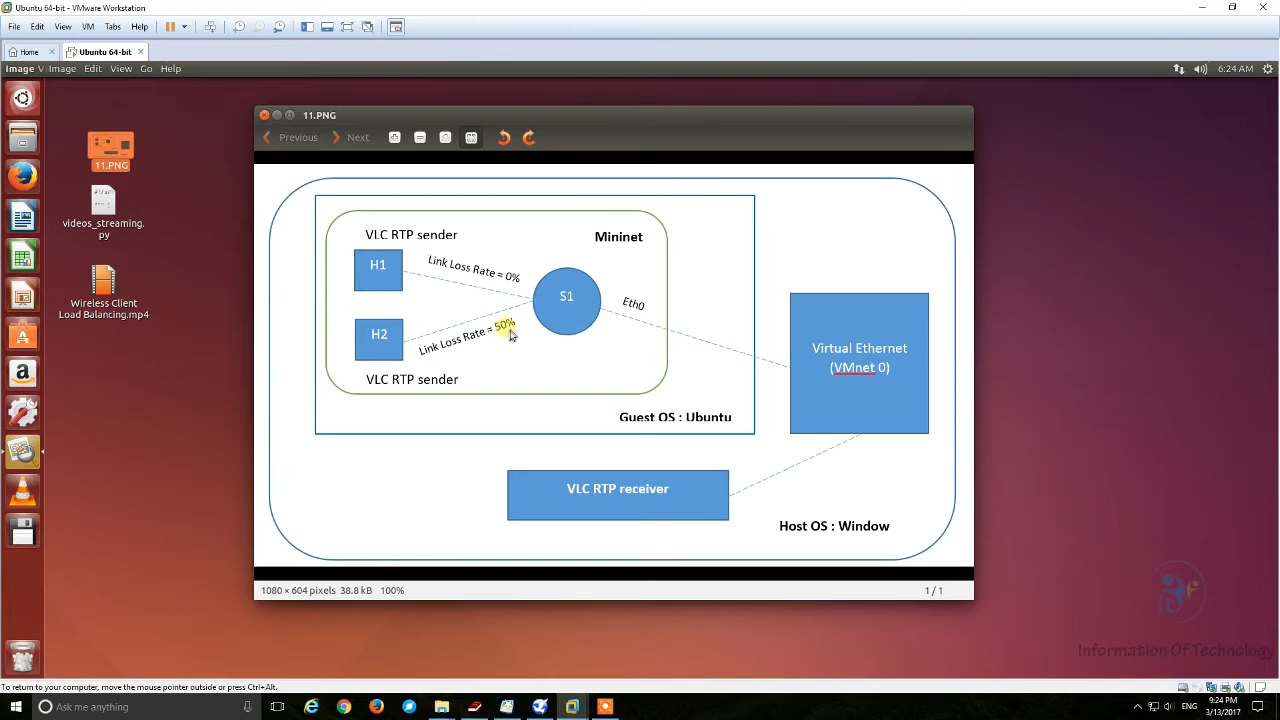 Ubuntu 64-bit - VMware Workstation
File Edit View VM Tabs Help
Home Ubuntu 64-bit
Image Vi Image Edit View Go Help 6:24 AM
11.PNG
Previous Next
11.PNG
videos_streaming.
py
Wireless Client
Load Balancing.mp4
VLC RTP sender
Mininet
H1
Link Loss Rate = 0%
S1
Eth0
H2
Link Loss Rate = 50%
VLC RTP sender
Guest OS : Ubuntu
Virtual Ethernet
(VMnet 0)
VLC RTP receiver
Host OS : Window
1080 × 604 pixels 38.8 kB 100% 1 / 1
Information Of Technology
To return to your computer, move the mouse pointer outside or press Ctrl+Alt.
Ask me anything
ENG
9:24 PM
3/13/2017